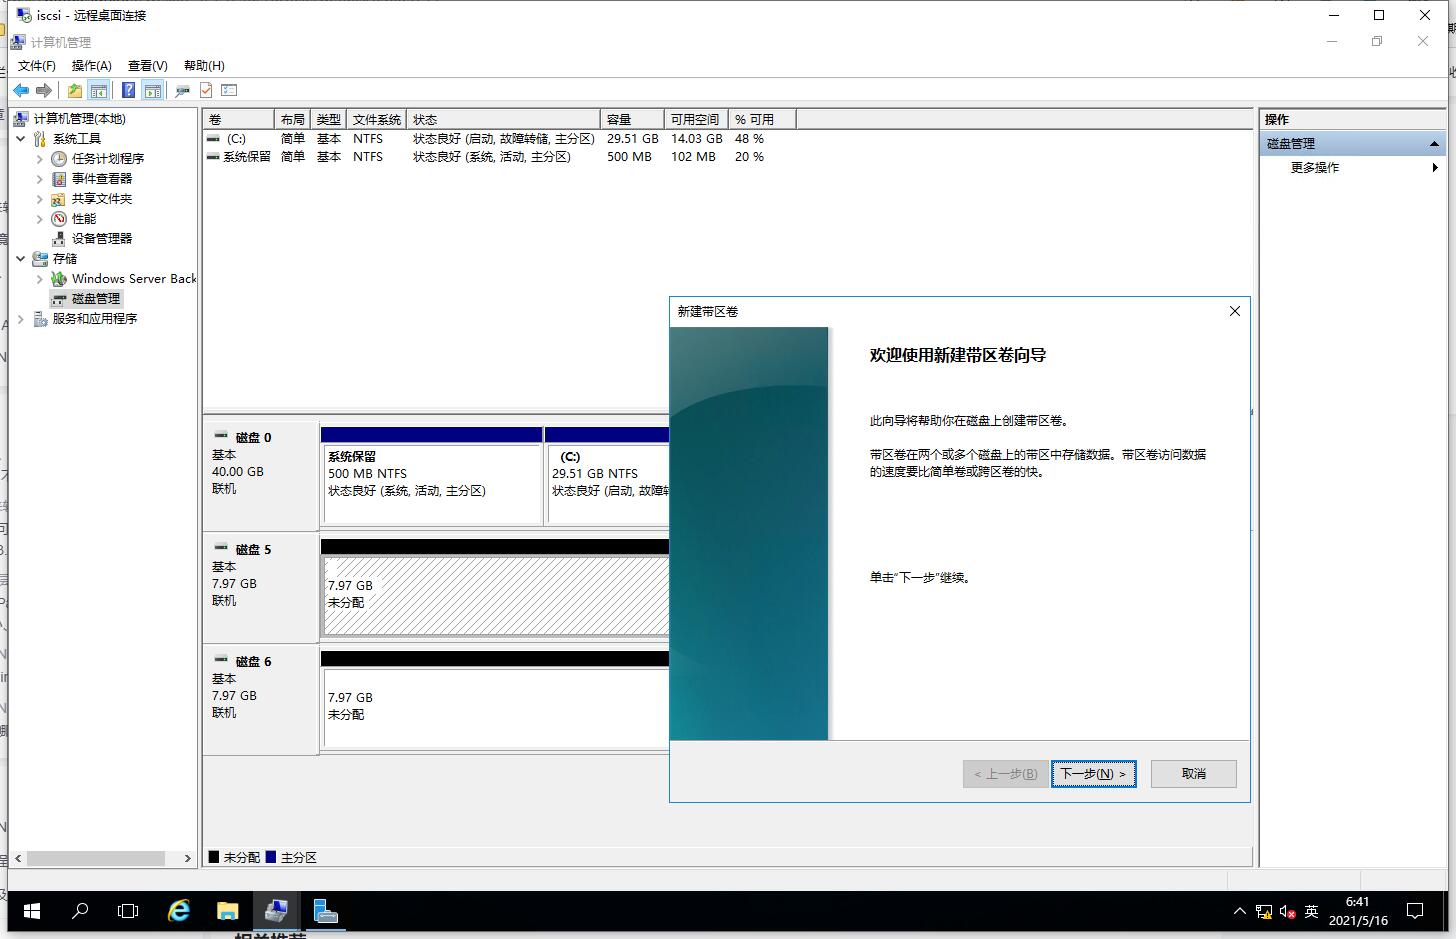 iscsi - 远程桌面连接
计算机管理
文件(F) 操作(A) 查看(V) 帮助(H)
计算机管理(本地)
系统工具
任务计划程序
事件查看器
共享文件夹
性能
设备管理器
存储
Windows Server Back
磁盘管理
服务和应用程序
卷 布局 类型 文件系统 状态 容量 可用空间 % 可用
(C:) 简单 基本 NTFS 状态良好 (启动, 故障转储, 主分区) 29.51 GB 14.03 GB 48 %
系统保留 简单 基本 NTFS 状态良好 (系统, 活动, 主分区) 500 MB 102 MB 20 %
磁盘 0
基本
40.00 GB
联机
系统保留
500 MB NTFS
状态良好 (系统, 活动, 主分区)
(C:)
29.51 GB NTFS
状态良好 (启动, 故障转
磁盘 5
基本
7.97 GB
联机
7.97 GB
未分配
磁盘 6
基本
7.97 GB
联机
7.97 GB
未分配
未分配 主分区
新建带区卷
欢迎使用新建带区卷向导
此向导将帮助你在磁盘上创建带区卷。
带区卷在两个或多个磁盘上的带区中存储数据。带区卷访问数据
的速度要比简单卷或跨区卷的快。
单击“下一步”继续。
< 上一步(B) 下一步(N) > 取消
操作
磁盘管理
更多操作
英
6:41
2021/5/16